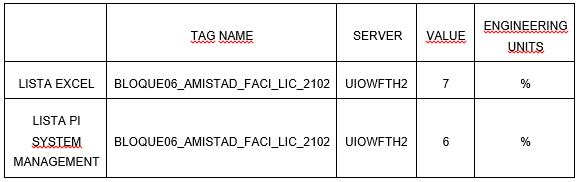 TAG NAME SERVER VALUE ENGINEERING
UNITS
LISTA EXCEL BLOQUE06_AMISTAD_FACI_LIC_2102 UIOWFTH2 7 %
LISTA PI
SYSTEM
MANAGEMENT BLOQUE06_AMISTAD_FACI_LIC_2102 UIOWFTH2 6 %